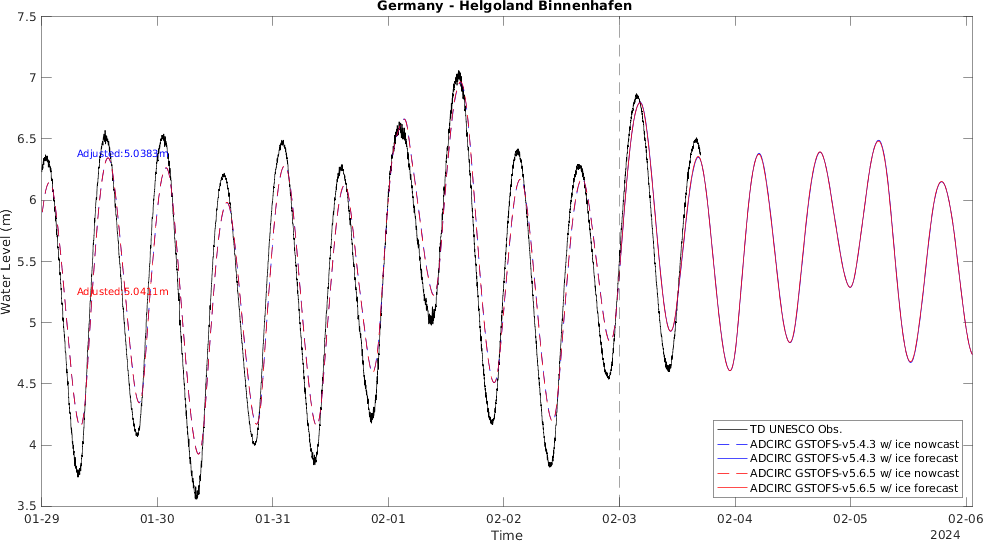 Germany - Helgoland Binnenhafen
7.5
7
6.5
6
5.5
5
4.5
4
3.5
Water Level (m)
Adjusted:5.0383m
Adjusted:5.0411m
TD UNESCO Obs.
ADCIRC GSTOFS-v5.4.3 w/ ice nowcast
ADCIRC GSTOFS-v5.4.3 w/ ice forecast
ADCIRC GSTOFS-v5.6.5 w/ ice nowcast
ADCIRC GSTOFS-v5.6.5 w/ ice forecast
01-29 01-30 01-31 02-01 02-02 02-03 02-04 02-05 02-06
Time
2024